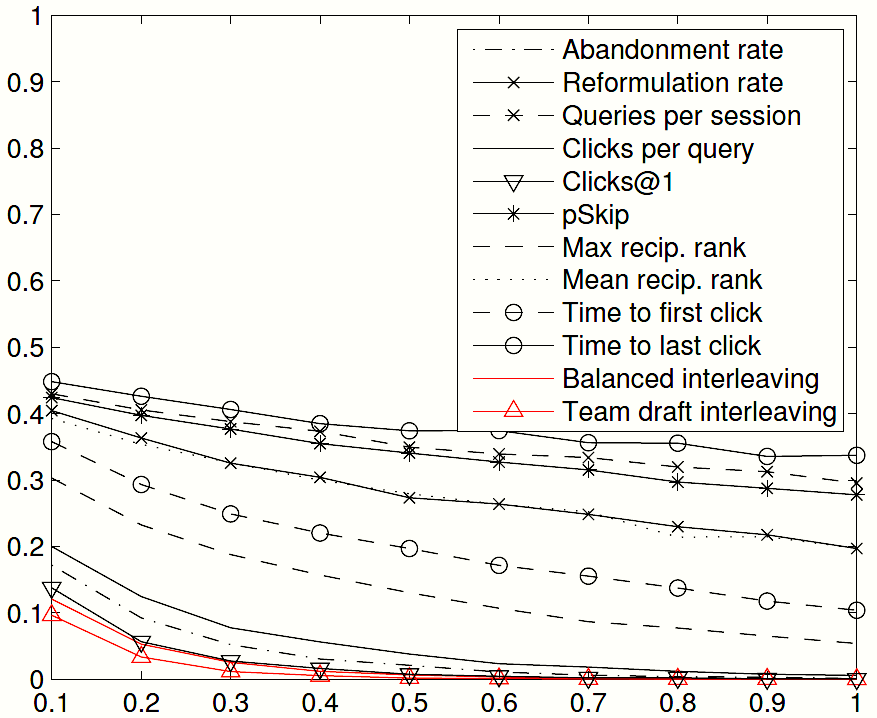 1
0.9
0.8
0.7
0.6
0.5
0.4
0.3
0.2
0.1
0
Abandonment rate
Reformulation rate
Queries per session
Clicks per query
Clicks@1
pSkip
Max recip. rank
Mean recip. rank
Time to first click
Time to last click
Balanced interleaving
Team draft interleaving
0.1 0.2 0.3 0.4 0.5 0.6 0.7 0.8 0.9 1